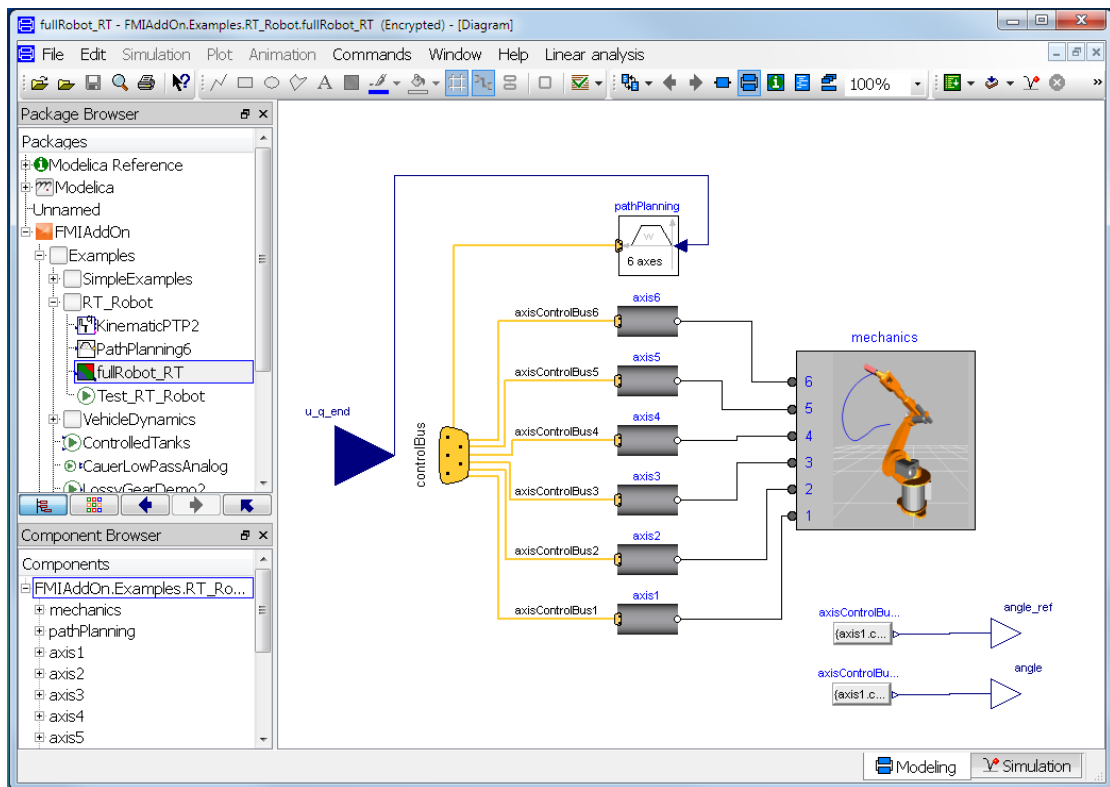 fullRobot_RT - FMIAddOn.Examples.RT_Robot.fullRobot_RT (Encrypted) - [Diagram]
File Edit Simulation Plot Animation Commands Window Help Linear analysis
A 100% »
Package Browser
Packages
Modelica Reference
Modelica
Unnamed
FMIAddOn
Examples
SimpleExamples
RT_Robot
KinematicPTP2
PathPlanning6
fullRobot_RT
Test_RT_Robot
VehicleDynamics
ControlledTanks
CauerLowPassAnalog
LossyGearDemo2
Component Browser
Components
FMIAddOn.Examples.RT_Ro...
mechanics
pathPlanning
axis1
axis2
axis3
axis4
axis5
pathPlanning
w
6 axes
axis6
axisControlBus6
mechanics
axis5
axisControlBus5
6
5
u_q_end
axis4
axisControlBus4
4
controlBus
3
axis3
axisControlBus3
2
1
axis2
axisControlBus2
axis1
axisControlBus1
axisControlBu...
angle_ref
{axis1.c...
axisControlBu...
angle
{axis1.c...
Modeling
Simulation